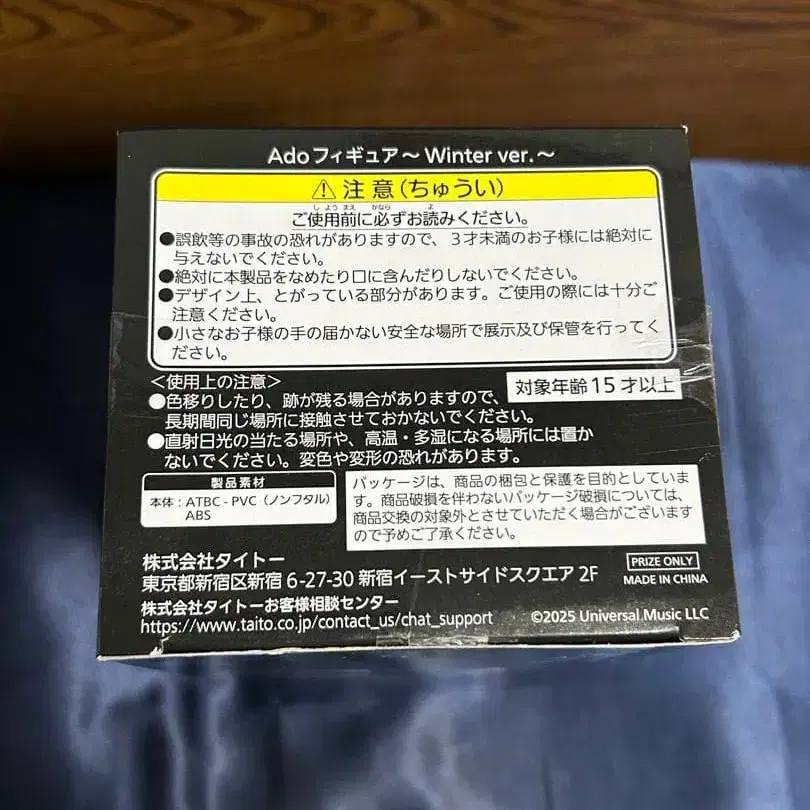 Adoフィギュア～Winter ver.～
⚠注意(ちゅうい)
ご使用前に必ずお読みください。
●誤飲等の事故の恐れがありますので、３才未満のお子様には絶対に
与えないでください。
●絶対に本製品をなめたり口に含んだりしないでください。
●デザイン上、とがっている部分があります。ご使用の際には十分ご
注意ください。
●小さなお子様の手の届かない安全な場所で展示及び保管を行ってく
ださい。
＜使用上の注意＞
対象年齢15才以上
●色移りしたり、跡が残る場合がありますので、
長期間同じ場所に接触させておかないでください。
●直射日光の当たる場所や、高温・多湿になる場所には置か
ないでください。変色や変形の恐れがあります。
製品素材
本体：ATBC-PVC（ノンフタル）
ABS
パッケージは、商品の梱包と保護を目的としていま
す。商品破損を伴わないパッケージ破損については、
商品交換の対象外とさせていただく場合がございます
ので予めご了承ください。
株式会社タイトー
東京都新宿区新宿6-27-30 新宿イーストサイドスクエア 2F
PRIZE ONLY
MADE IN CHINA
株式会社タイトーお客様相談センター
https://www.taito.co.jp/contact_us/chat_support
©2025 Universal Music LLC